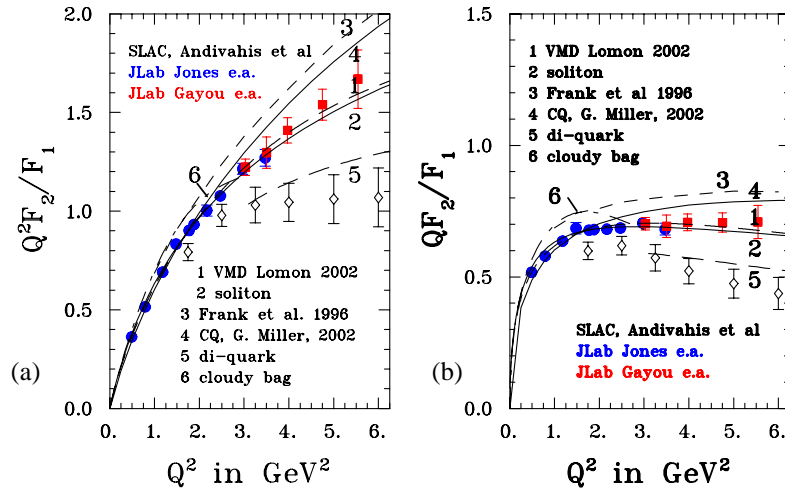 (a)
Q²F₂/F₁
2.0
1.5
1.0
0.5
0.0
SLAC, Andivahis et al
JLab Jones e.a.
JLab Gayou e.a.
3
4
1
2
6
5
1 VMD Lomon 2002
2 soliton
3 Frank et al. 1996
4 CQ, G. Miller, 2002
5 di-quark
6 cloudy bag
0. 1. 2. 3. 4. 5. 6.
Q² in GeV²
(b)
QF₂/F₁
1.5
1.0
0.5
0.0
1 VMD Lomon 2002
2 soliton
3 Frank et al 1996
4 CQ, G. Miller, 2002
5 di-quark
6 cloudy bag
6
3
4
1
2
5
SLAC, Andivahis et al
JLab Jones e.a.
JLab Gayou e.a.
0. 1. 2. 3. 4. 5. 6.
Q² in GeV²